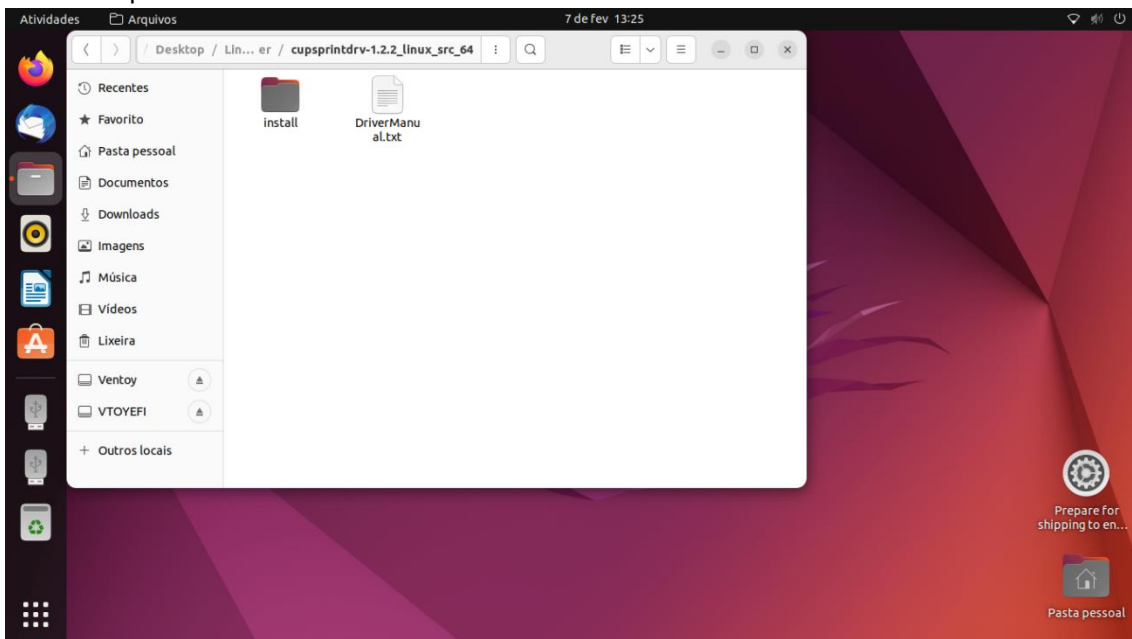 Atividades Arquivos 7 de fev 13:25
/ Desktop / Lin... er / cupsprintdrv-1.2.2_linux_src_64
Recentes
Favorito
Pasta pessoal
Documentos
Downloads
Imagens
Música
Vídeos
Lixeira
Ventoy
VTOYEFI
+ Outros locais
install
DriverManu
al.txt
Prepare for
shipping to en...
Pasta pessoal